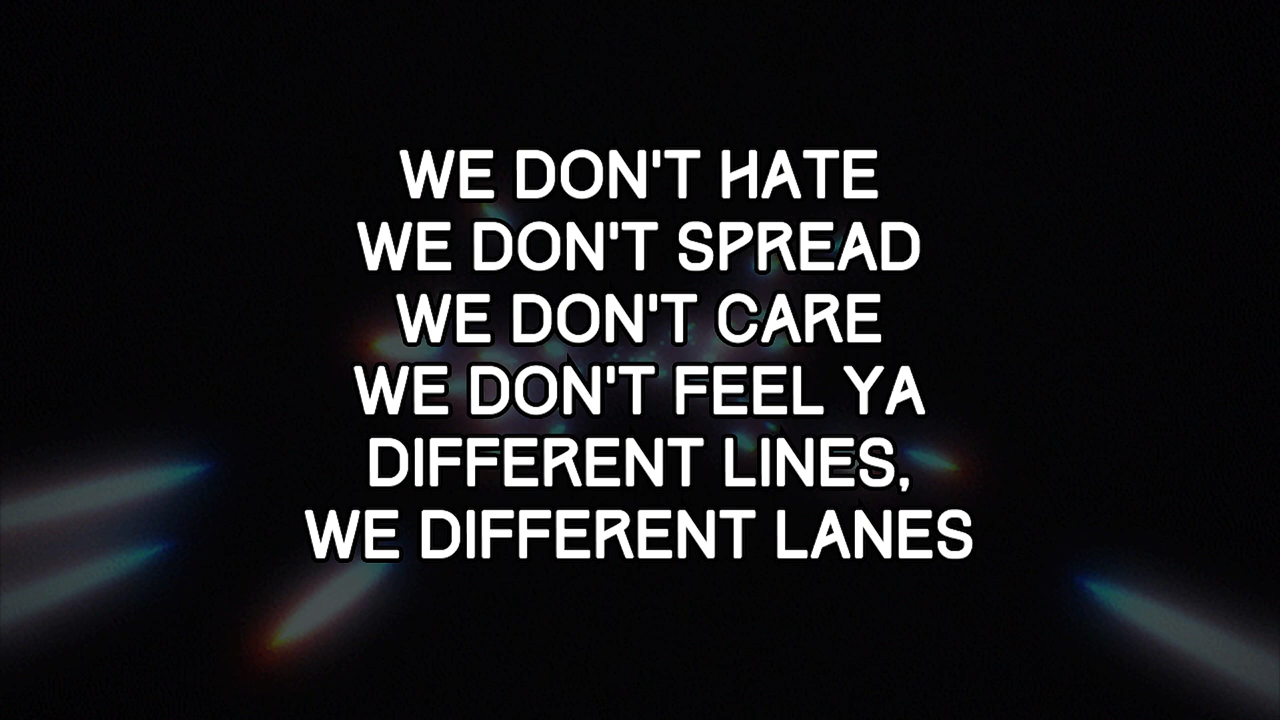 WE DON'T HATE
WE DON'T SPREAD
WE DON'T CARE
WE DON'T FEEL YA
DIFFERENT LINES,
WE DIFFERENT LANES